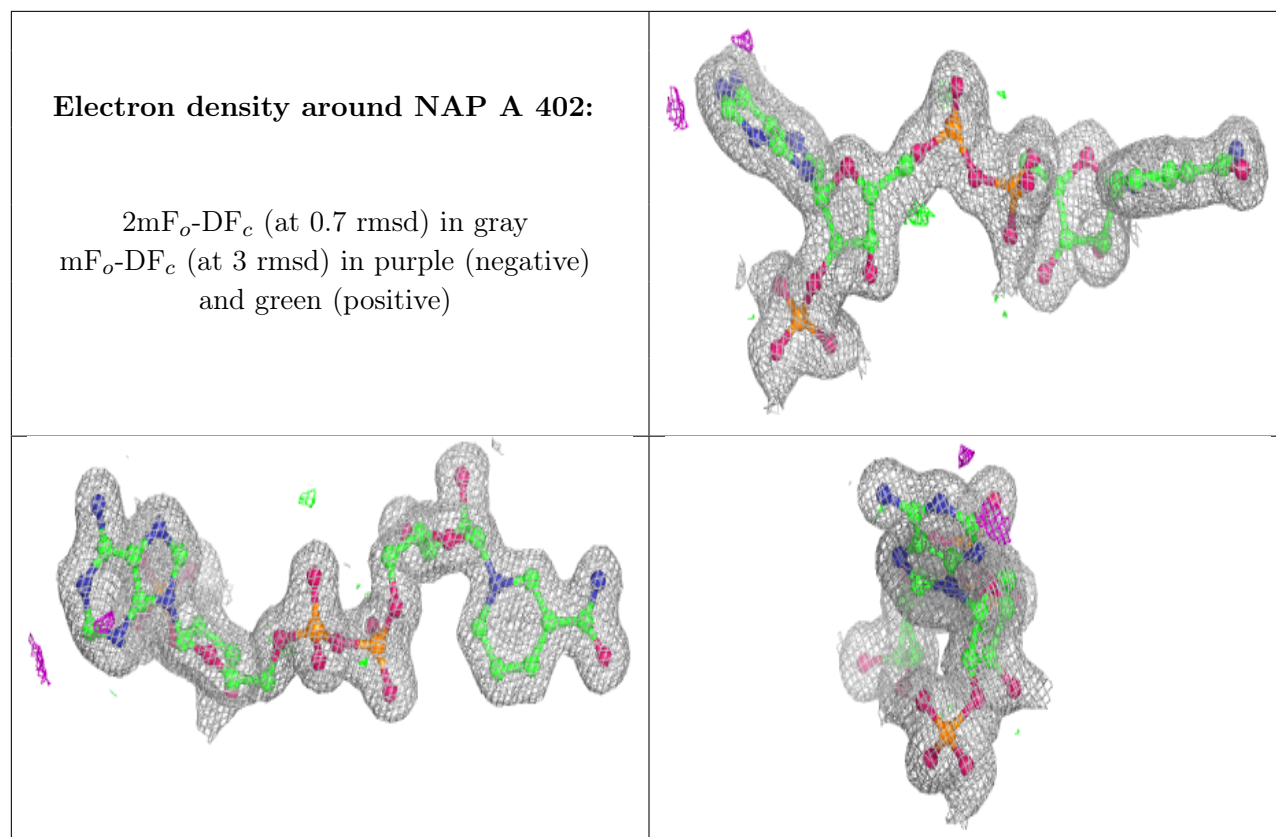 Electron density around NAP A 402:
2mFo-DFc (at 0.7 rmsd) in gray
mFo-DFc (at 3 rmsd) in purple (negative)
and green (positive)